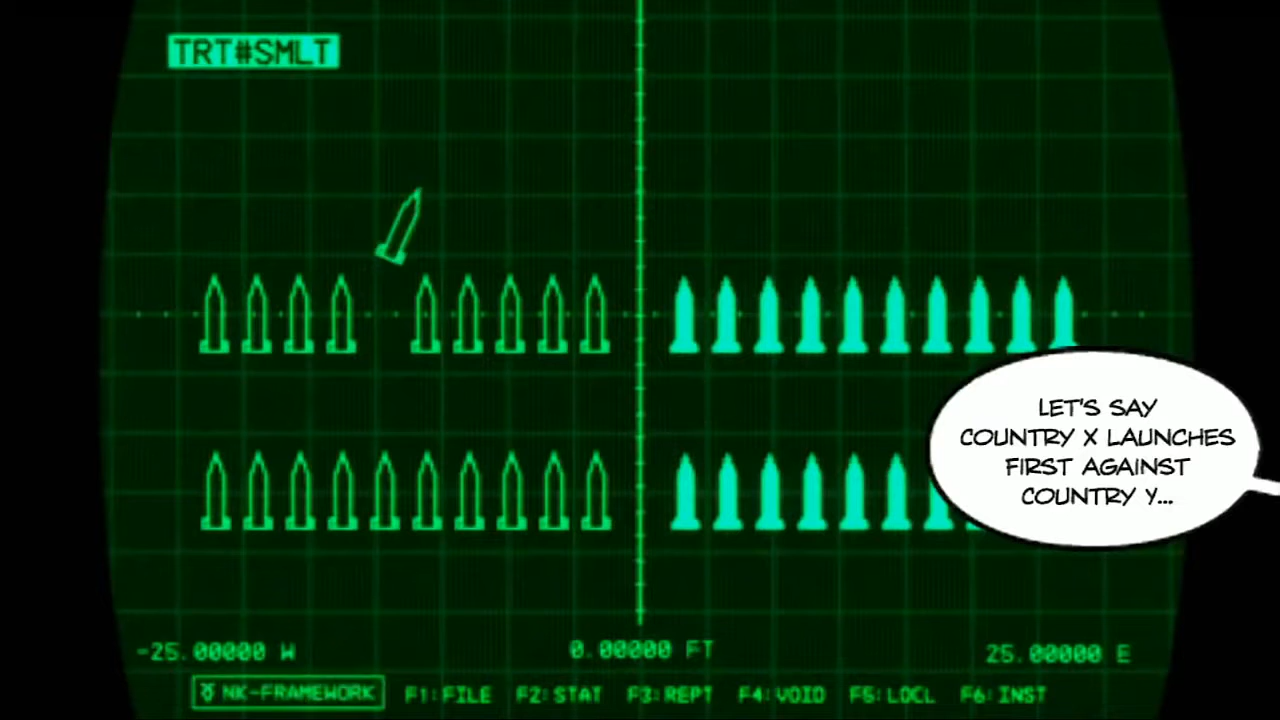 TRT#SMLT
LET'S SAY
COUNTRY X LAUNCHES
FIRST AGAINST
COUNTRY Y...
-25.00000 W
0.00000 FT
25.00000 E
NK-FRAMEWORK F1:FILE F2:STAT F3:REPT F4:VOID F5:LOCL F6:INST